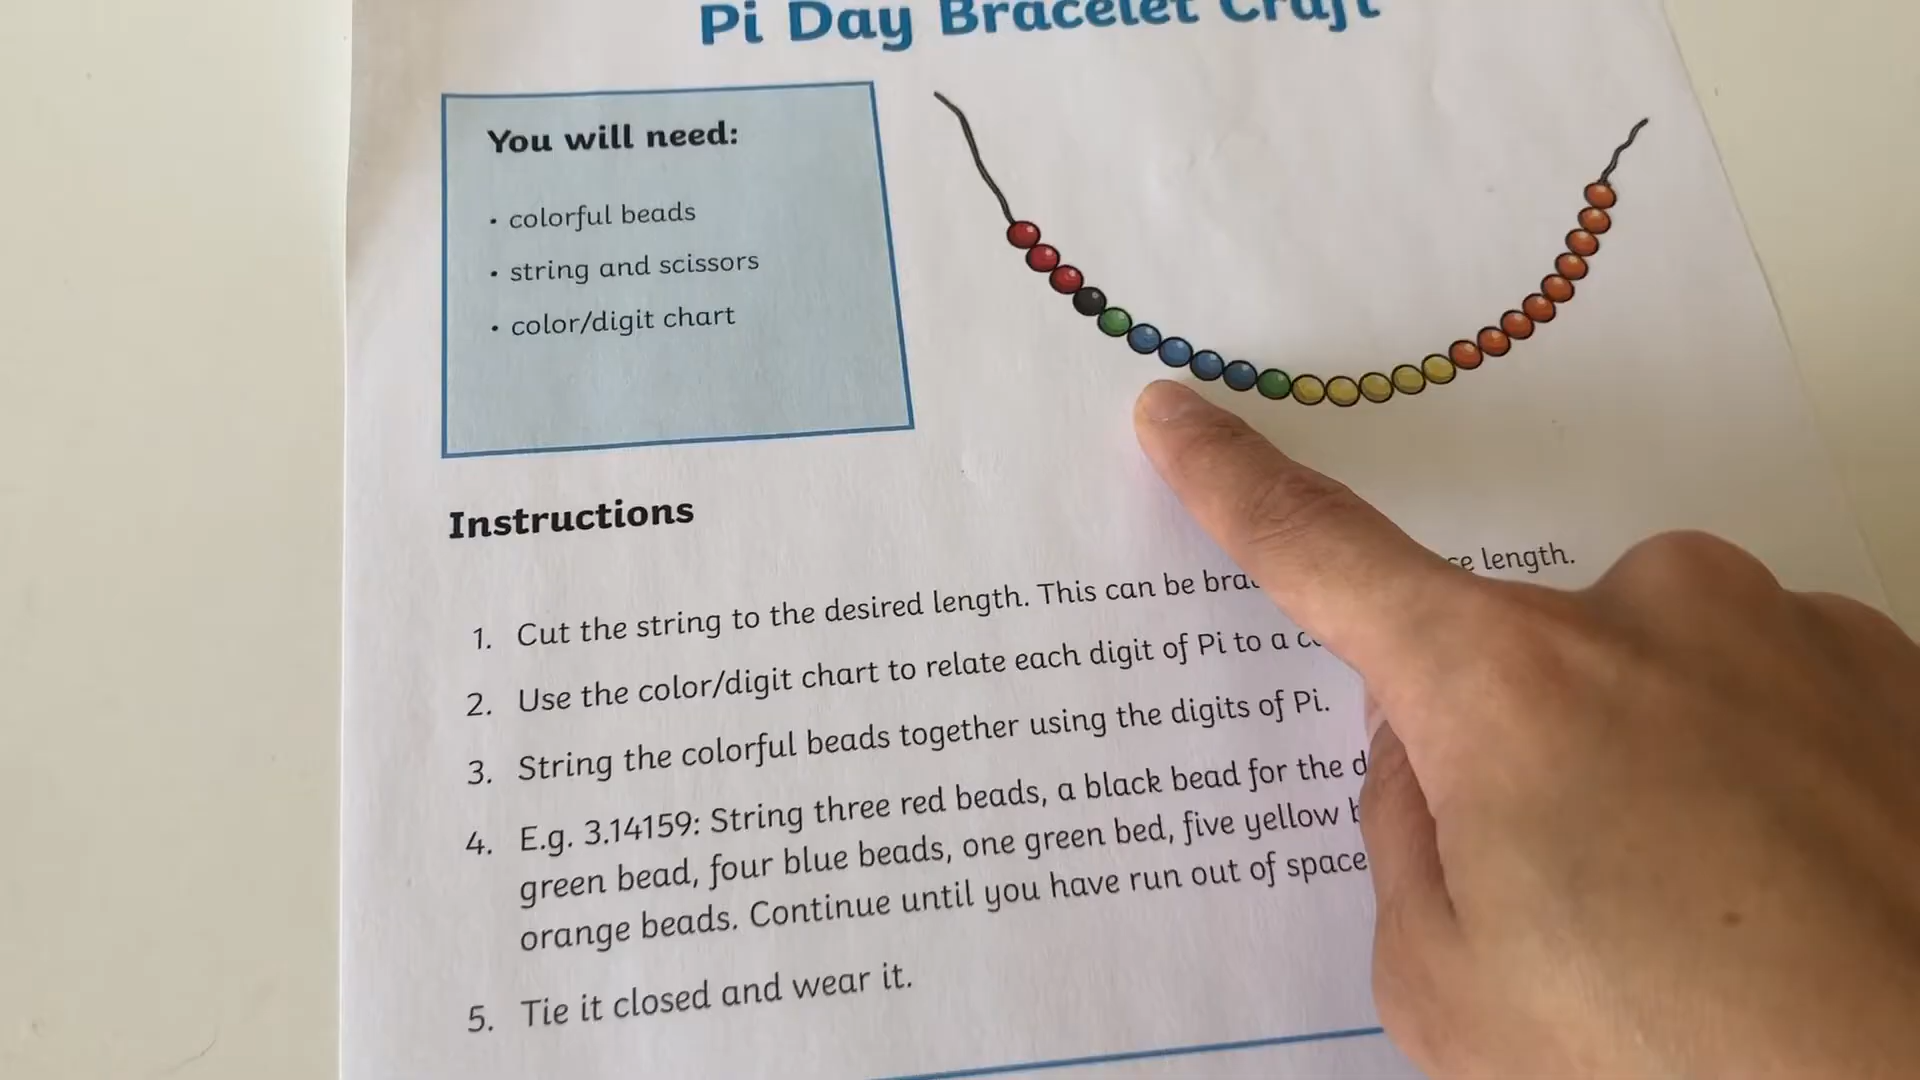 Pi Day Bracelet Craft
You will need:
• colorful beads
• string and scissors
• color/digit chart
Instructions
1. Cut the string to the desired length. This can be length.
2. Use the color/digit chart to relate each digit of Pi to a
3. String the colorful beads together using the digits of Pi.
4. E.g. 3.14159: String three red beads, a black bead for the
green bead, four blue beads, one green bed, five yellow
orange beads. Continue until you have run out of space
5. Tie it closed and wear it.